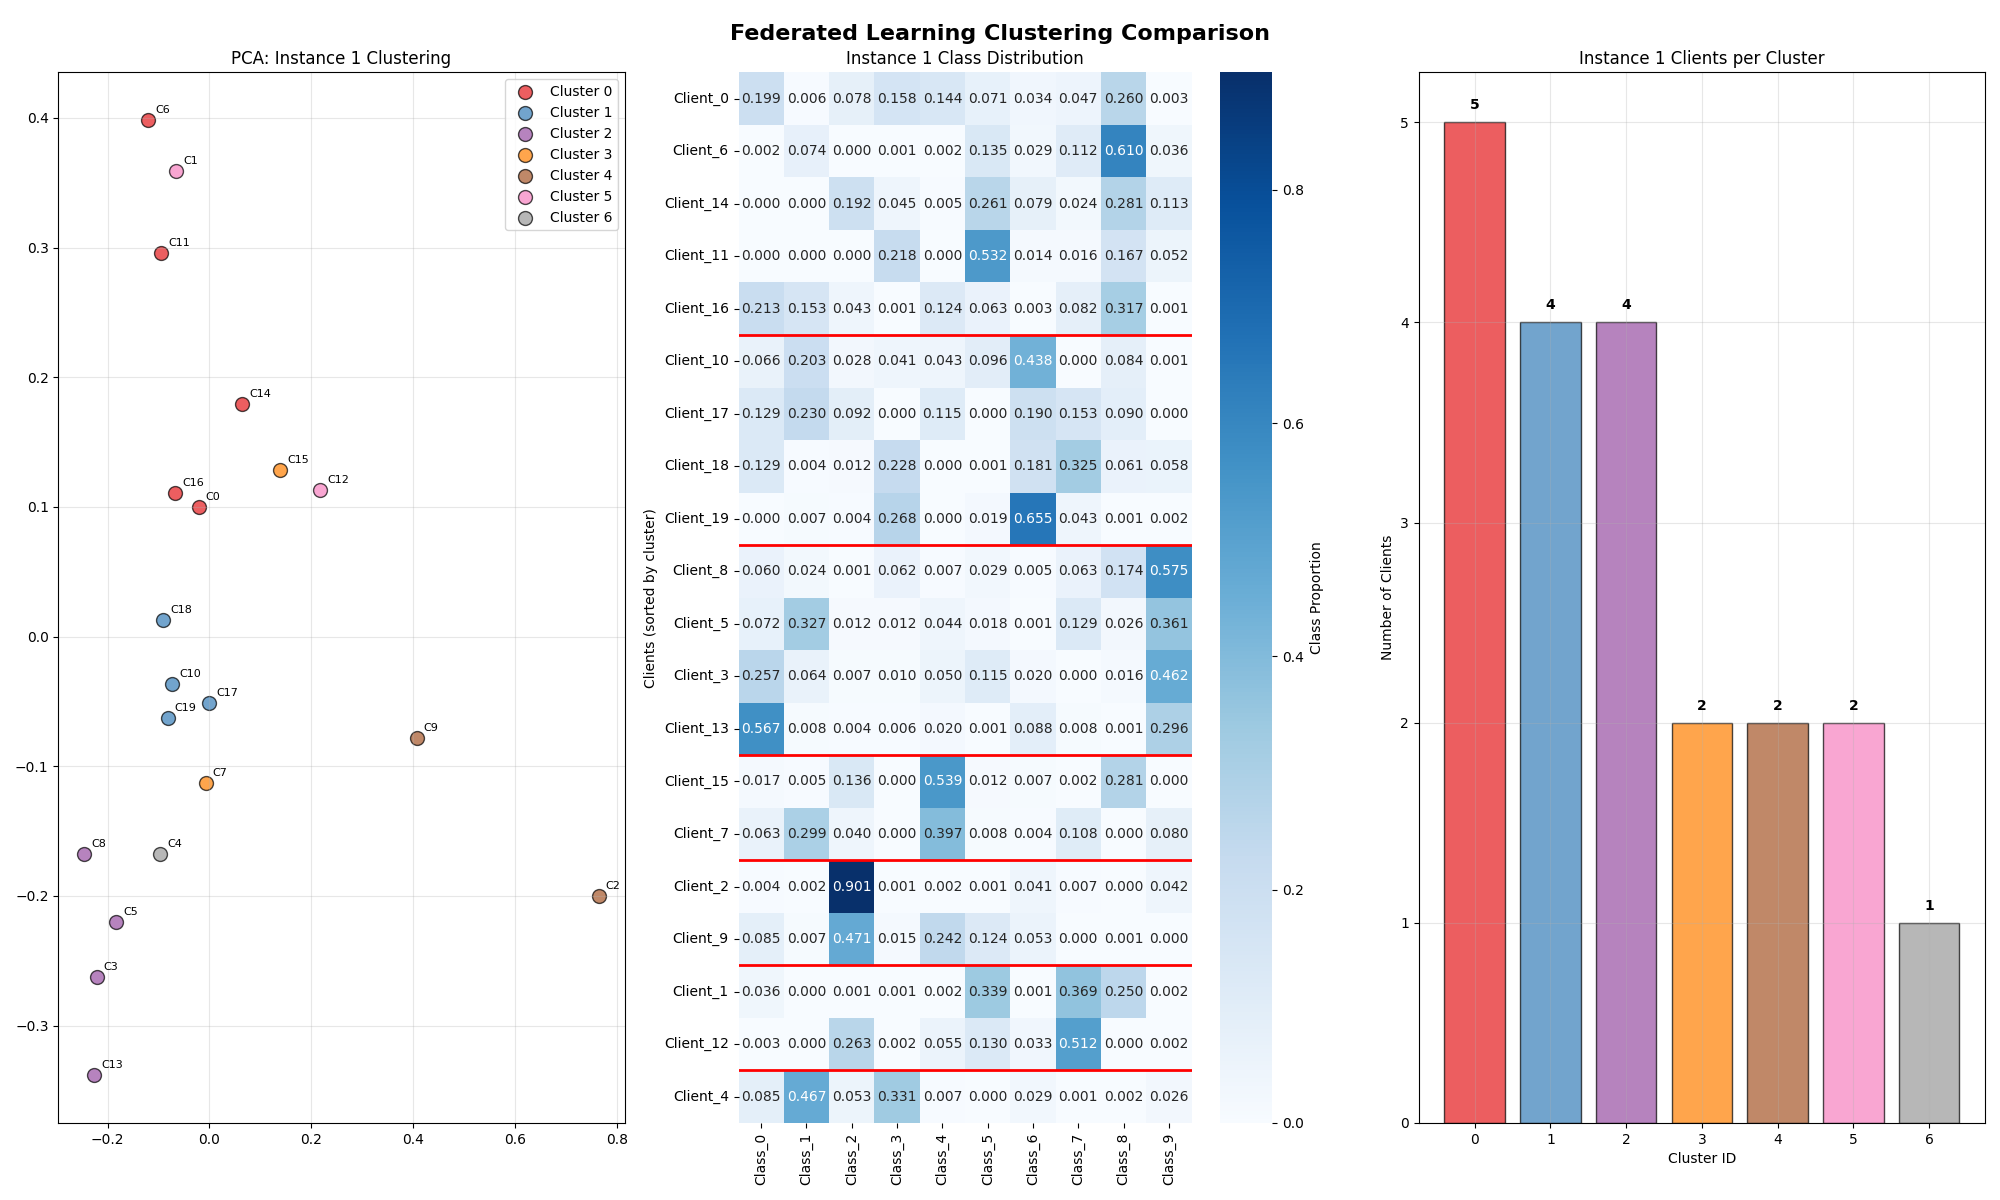 Federated Learning Clustering Comparison
PCA: Instance 1 Clustering
Cluster 0
Cluster 1
Cluster 2
Cluster 3
Cluster 4
Cluster 5
Cluster 6
0.4
0.3
0.2
0.1
0.0
−0.1
−0.2
−0.3
C6
C1
C11
C14
C15
C12
C16
C0
C18
C10
C17
C19
C9
C7
C8
C4
C2
C5
C3
C13
−0.2 0.0 0.2 0.4 0.6 0.8
Instance 1 Class Distribution
Clients (sorted by cluster)
Client_0 0.199 0.006 0.078 0.158 0.144 0.071 0.034 0.047 0.260 0.003
Client_6 0.002 0.074 0.000 0.001 0.002 0.135 0.029 0.112 0.610 0.036
Client_14 0.000 0.000 0.192 0.045 0.005 0.261 0.079 0.024 0.281 0.113
Client_11 0.000 0.000 0.000 0.218 0.000 0.532 0.014 0.016 0.167 0.052
Client_16 0.213 0.153 0.043 0.001 0.124 0.063 0.003 0.082 0.317 0.001
Client_10 0.066 0.203 0.028 0.041 0.043 0.096 0.438 0.000 0.084 0.001
Client_17 0.129 0.230 0.092 0.000 0.115 0.000 0.190 0.153 0.090 0.000
Client_18 0.129 0.004 0.012 0.228 0.000 0.001 0.181 0.325 0.061 0.058
Client_19 0.000 0.007 0.004 0.268 0.000 0.019 0.655 0.043 0.001 0.002
Client_8 0.060 0.024 0.001 0.062 0.007 0.029 0.005 0.063 0.174 0.575
Client_5 0.072 0.327 0.012 0.012 0.044 0.018 0.001 0.129 0.026 0.361
Client_3 0.257 0.064 0.007 0.010 0.050 0.115 0.020 0.000 0.016 0.462
Client_13 0.567 0.008 0.004 0.006 0.020 0.001 0.088 0.008 0.001 0.296
Client_15 0.017 0.005 0.136 0.000 0.539 0.012 0.007 0.002 0.281 0.000
Client_7 0.063 0.299 0.040 0.000 0.397 0.008 0.004 0.108 0.000 0.080
Client_2 0.004 0.002 0.901 0.001 0.002 0.001 0.041 0.007 0.000 0.042
Client_9 0.085 0.007 0.471 0.015 0.242 0.124 0.053 0.000 0.001 0.000
Client_1 0.036 0.000 0.001 0.001 0.002 0.339 0.001 0.369 0.250 0.002
Client_12 0.003 0.000 0.263 0.002 0.055 0.130 0.033 0.512 0.000 0.002
Client_4 0.085 0.467 0.053 0.331 0.007 0.000 0.029 0.001 0.002 0.026
Class_0 Class_1 Class_2 Class_3 Class_4 Class_5 Class_6 Class_7 Class_8 Class_9
0.8
0.6
0.4
0.2
0.0
Class Proportion
Instance 1 Clients per Cluster
Number of Clients
5
4
3
2
1
0
5
4
4
2
2
2
1
0 1 2 3 4 5 6
Cluster ID